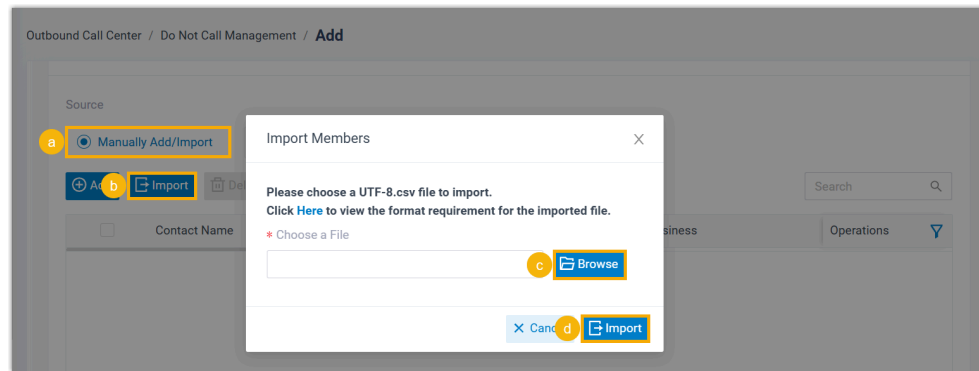 Outbound Call Center / Do Not Call Management / Add
Source
a Manually Add/Import
b Import
Search
Contact Name
Operations
Import Members
Please choose a UTF-8.csv file to import.
Click Here to view the format requirement for the imported file.
* Choose a File
c Browse
d Import